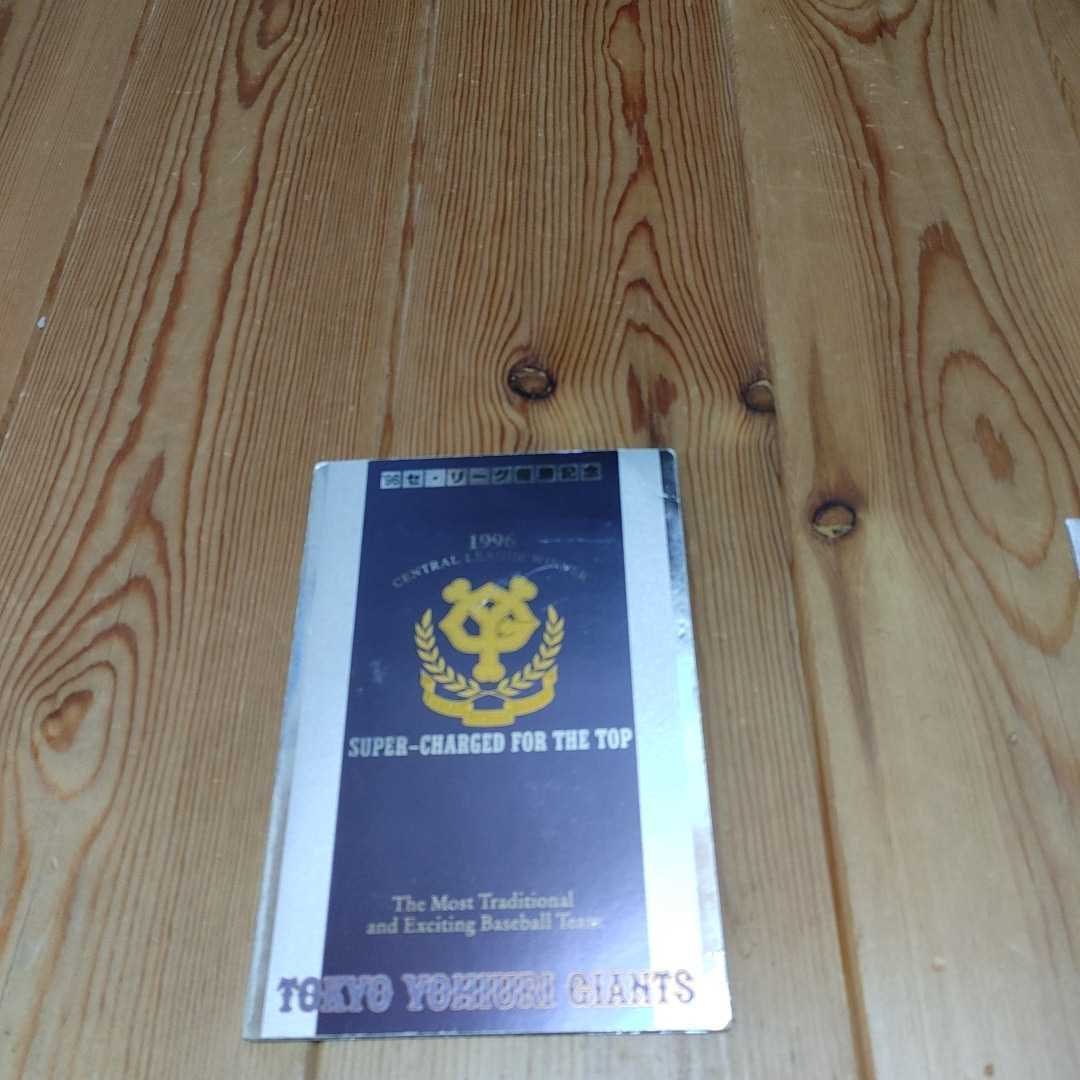 '96セ・リーグ優勝記念
1996
CENTRAL LEAGUE WINNER
SUPER-CHARGED FOR THE TOP
The Most Traditional
and Exciting Baseball Team.
TOKYO YOMIURI GIANTS